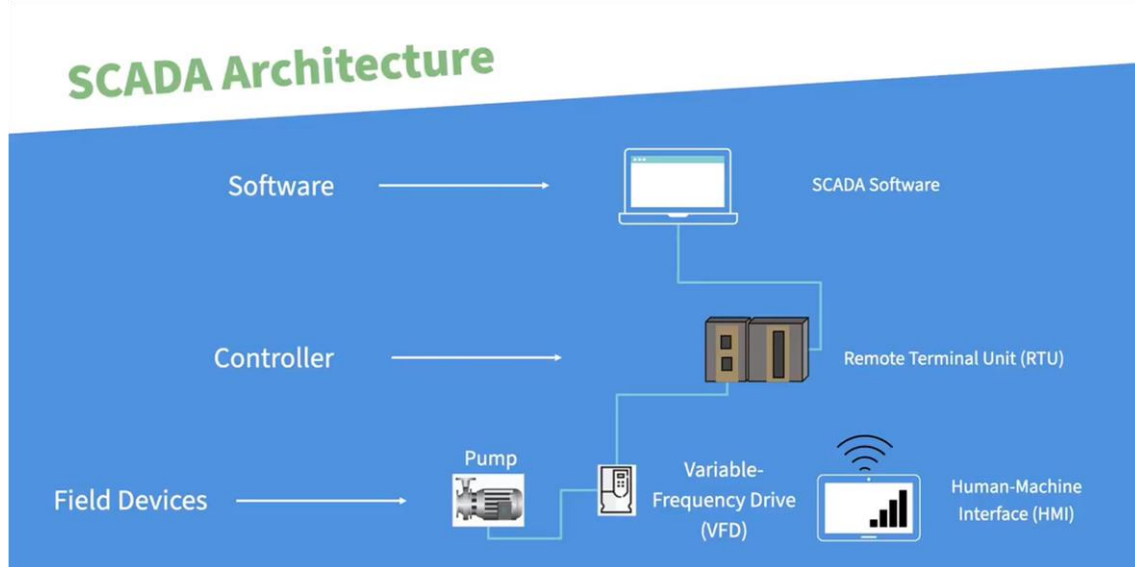 SCADA Architecture
Software
SCADA Software
Controller
Remote Terminal Unit (RTU)
Field Devices
Pump
Variable-
Frequency Drive
(VFD)
Human-Machine
Interface (HMI)